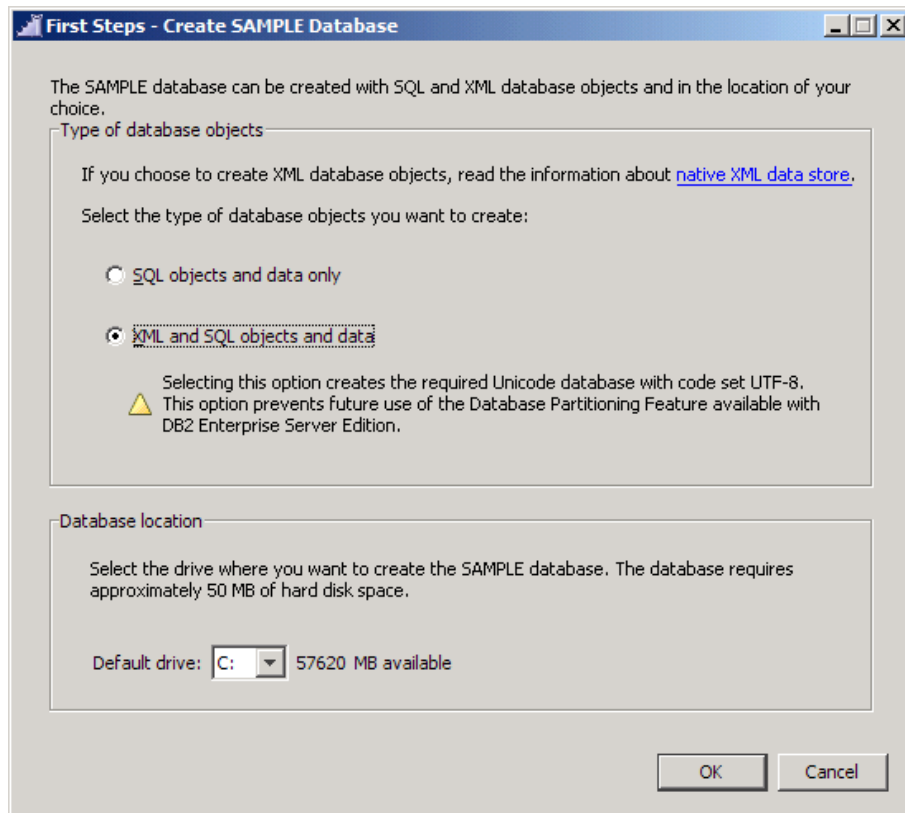 First Steps - Create SAMPLE Database
The SAMPLE database can be created with SQL and XML database objects and in the location of your
choice.
Type of database objects
If you choose to create XML database objects, read the information about native XML data store.
Select the type of database objects you want to create:
SQL objects and data only
XML and SQL objects and data
Selecting this option creates the required Unicode database with code set UTF-8.
This option prevents future use of the Database Partitioning Feature available with
DB2 Enterprise Server Edition.
Database location
Select the drive where you want to create the SAMPLE database. The database requires
approximately 50 MB of hard disk space.
Default drive: C: 57620 MB available
OK Cancel